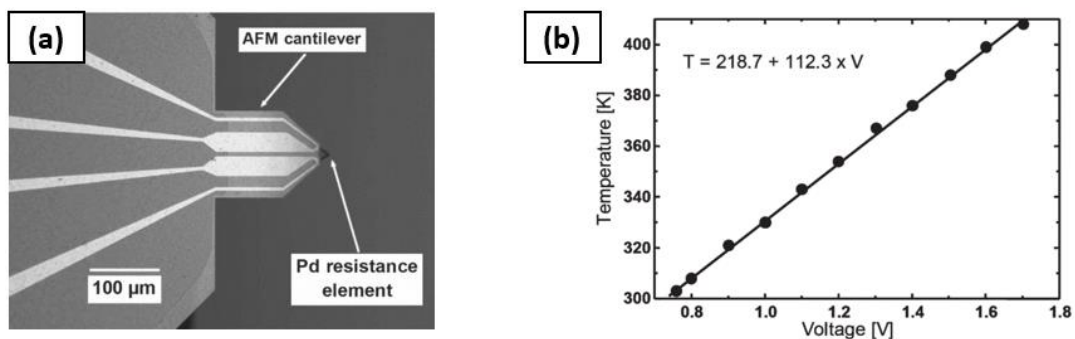 (a)
AFM cantilever
100 µm
Pd resistance
element
(b)
T = 218.7 + 112.3 x V
Temperature [K]
400
380
360
340
320
300
0.8
1.0
1.2
1.4
1.6
1.8
Voltage [V]